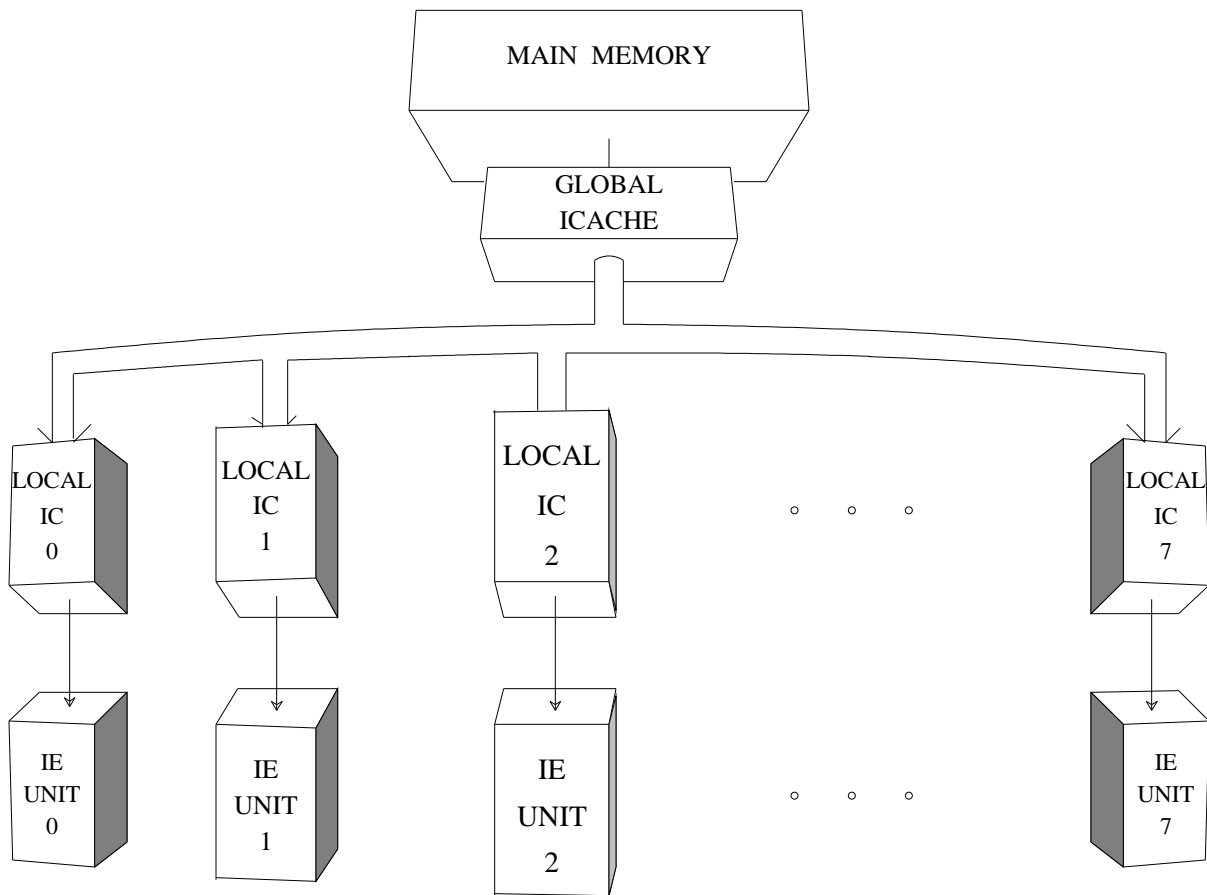 MAIN MEMORY
GLOBAL
ICACHE
LOCAL
IC
0
LOCAL
IC
1
LOCAL
IC
2
LOCAL
IC
7
IE
UNIT
0
IE
UNIT
1
IE
UNIT
2
IE
UNIT
7